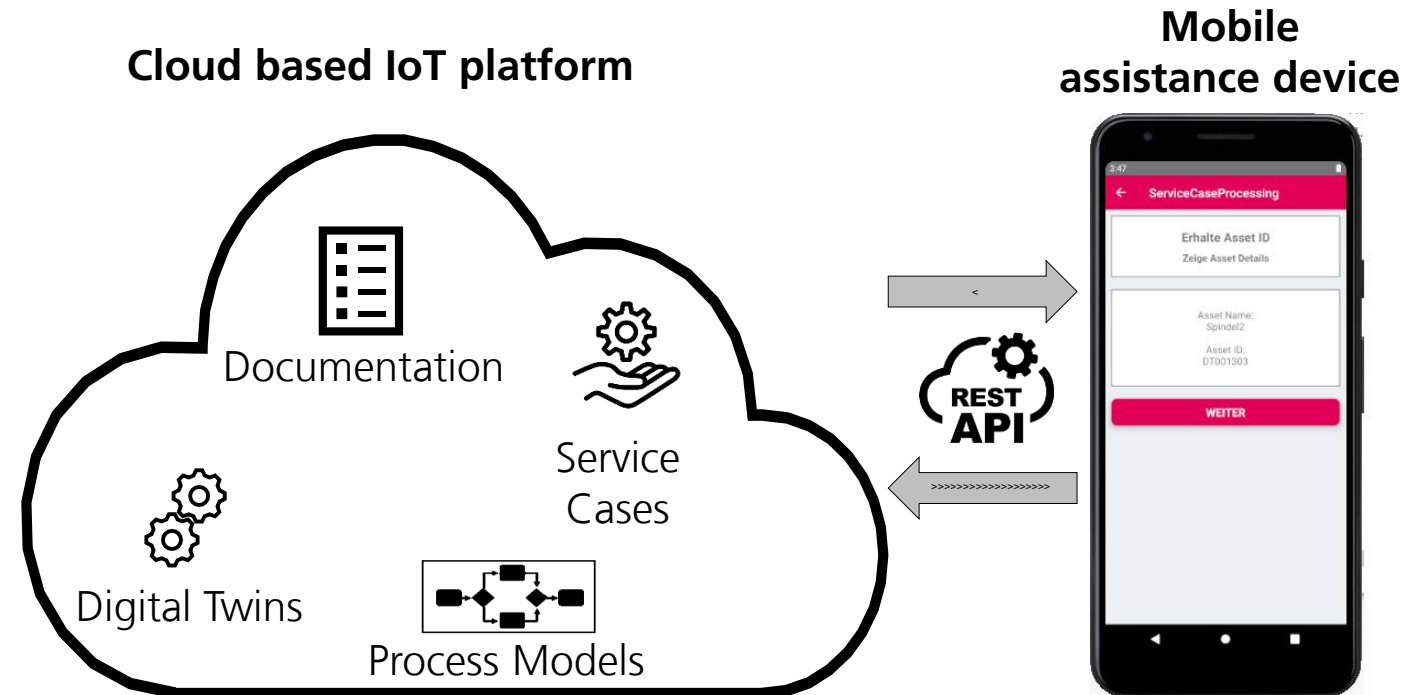 Cloud based IoT platform
Mobile
assistance device
Documentation
Service
Cases
Digital Twins
Process Models
<
REST
API
>>>>>>>>>>>>>>>>>>>
3:47
ServiceCaseProcessing
Erhalte Asset ID
Zeige Asset Details
Asset Name:
Spindel2
Asset ID:
DT001303
WEITER